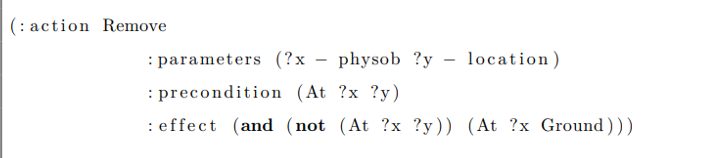 (:action Remove
:parameters (?x – physob ?y – location)
:precondition (At ?x ?y)
:effect (and (not (At ?x ?y)) (At ?x Ground)))